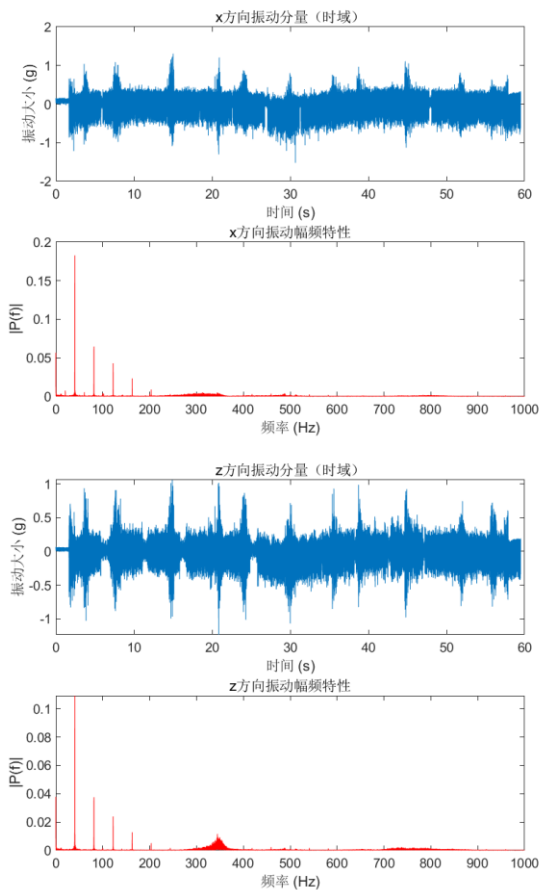 x方向振动分量（时域）
振动大小 (g)
2
1
0
-1
-2
0 10 20 30 40 50 60
时间 (s)
x方向振动幅频特性
|P(f)|
0.2
0.15
0.1
0.05
0
0 100 200 300 400 500 600 700 800 900 1000
频率 (Hz)
z方向振动分量（时域）
振动大小 (g)
1
0.5
0
-0.5
-1
0 10 20 30 40 50 60
时间 (s)
z方向振动幅频特性
|P(f)|
0.1
0.08
0.06
0.04
0.02
0
0 100 200 300 400 500 600 700 800 900 1000
频率 (Hz)